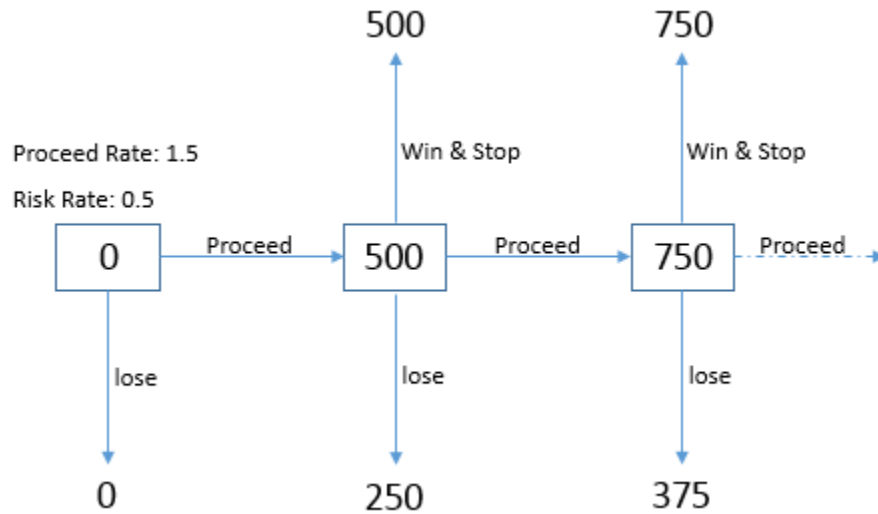 500 750
Proceed Rate: 1.5
Win & Stop Win & Stop
Risk Rate: 0.5
0 Proceed 500 Proceed 750 Proceed
lose lose lose
0 250 375